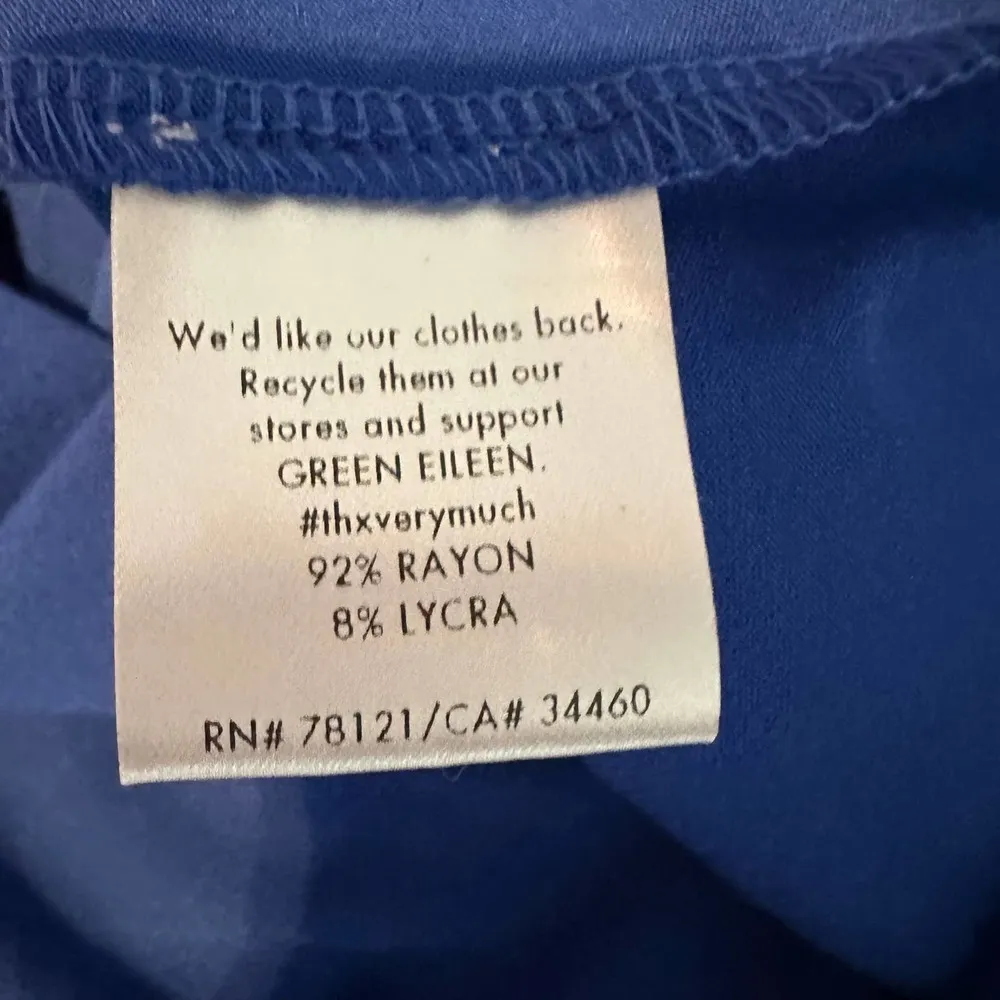 We'd like our clothes back.
Recycle them at our
stores and support
GREEN EILEEN.
#thxverymuch
92% RAYON
8% LYCRA
RN# 78121/CA# 34460